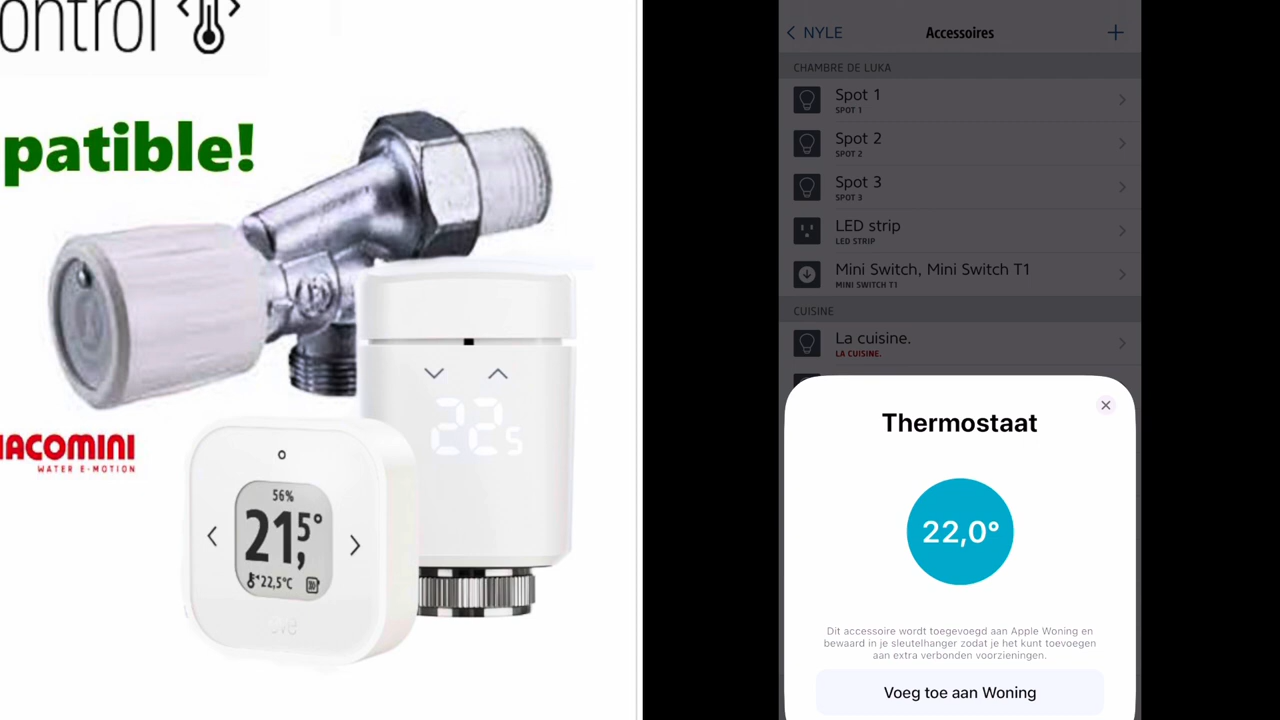 ontrol
patible!
IACOMINI
WATER E-MOTION
22
5
56%
21,5°
22,5°C
eve
NYLE
Accessoires
CHAMBRE DE LUKA
Spot 1
SPOT 1
Spot 2
SPOT 2
Spot 3
SPOT 3
LED strip
LED STRIP
Mini Switch, Mini Switch T1
MINI SWITCH T1
CUISINE
La cuisine.
LA CUISINE.
Thermostaat
22,0°
Dit accessoire wordt toegevoegd aan Apple Woning en
bewaard in je sleutelhanger zodat je het kunt toevoegen
aan extra verbonden voorzieningen.
Voeg toe aan Woning